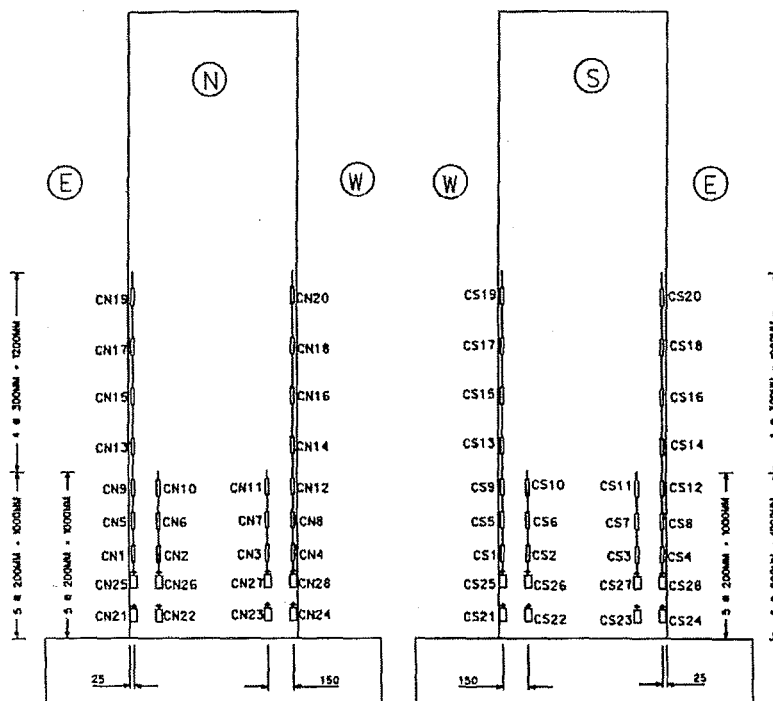 N S
E W W E
CN19 CN20 CS19 CS20
CN17 CN18 CS17 CS18
CN15 CN16 CS15 CS16
CN13 CN14 CS13 CS14
CN9 CN10 CN11 CN12 CS9 CS10 CS11 CS12
CN5 CN6 CN7 CN8 CS5 CS6 CS7 CS8
CN1 CN2 CN3 CN4 CS1 CS2 CS3 CS4
CN25 CN26 CN27 CN28 CS25 CS26 CS27 CS28
CN21 CN22 CN23 CN24 CS21 CS22 CS23 CS24
25 150 150 25
4 @ 300MM = 1200MM
5 @ 200MM = 1000MM
5 @ 200MM = 1000MM
5 @ 200MM = 1000MM